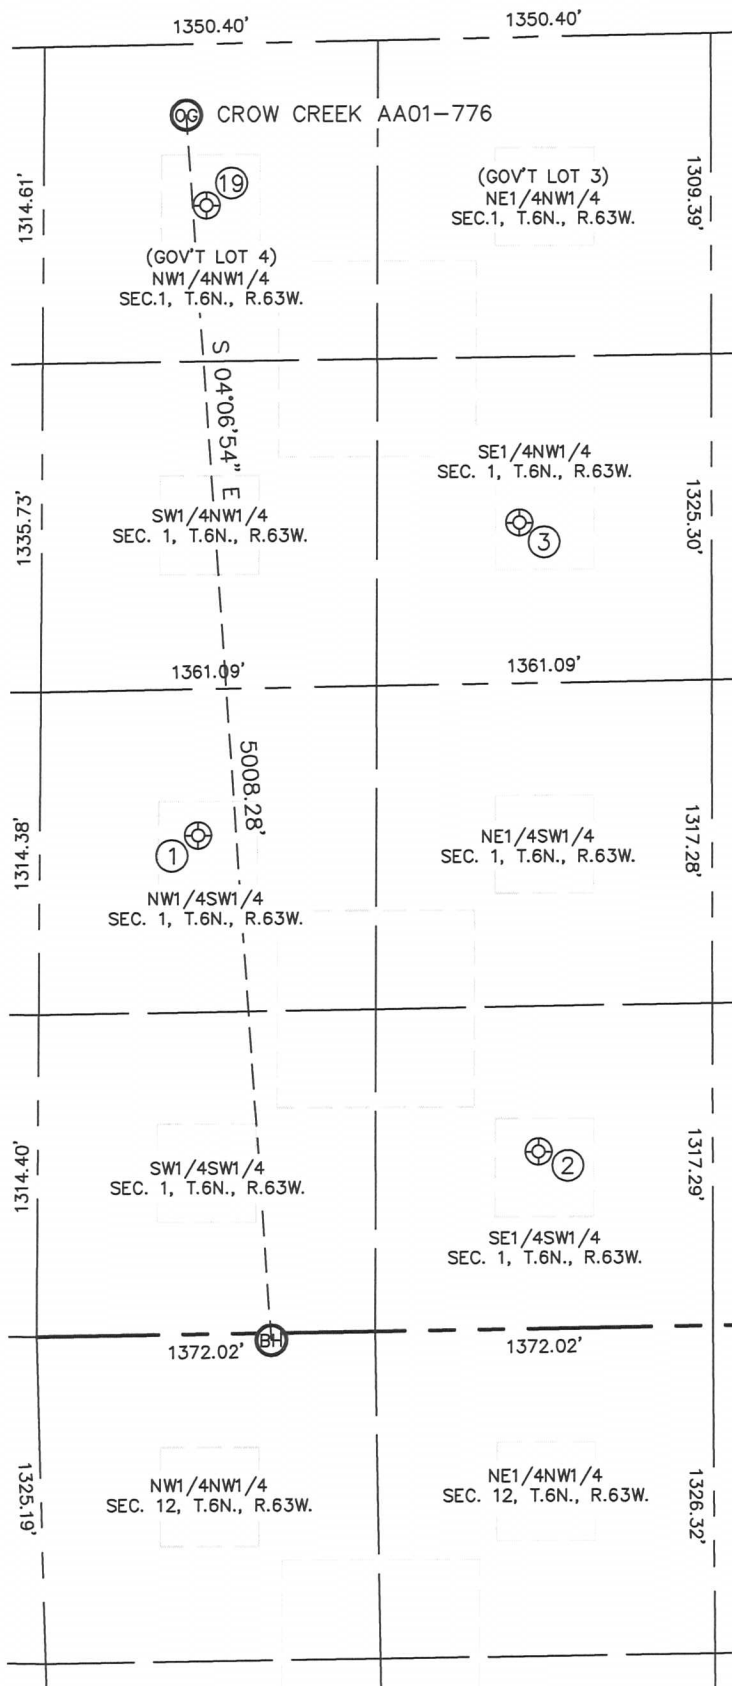 1350.40'
1350.40'
OG CROW CREEK AA01-776
19
1314.61'
(GOV'T LOT 3)
NE1/4NW1/4
SEC.1, T.6N., R.63W.
1309.39'
(GOV'T LOT 4)
NW1/4NW1/4
SEC.1, T.6N., R.63W.
S 04°06'54" E
SE1/4NW1/4
SEC. 1, T.6N., R.63W.
1335.73'
SW1/4NW1/4
SEC. 1, T.6N., R.63W.
3
1325.30'
1361.09'
1361.09'
5008.28'
1314.38'
1
NE1/4SW1/4
SEC. 1, T.6N., R.63W.
1317.28'
NW1/4SW1/4
SEC. 1, T.6N., R.63W.
1314.40'
SW1/4SW1/4
SEC. 1, T.6N., R.63W.
2
1317.29'
SE1/4SW1/4
SEC. 1, T.6N., R.63W.
BH
1372.02'
1372.02'
1325.19'
NW1/4NW1/4
SEC. 12, T.6N., R.63W.
NE1/4NW1/4
SEC. 12, T.6N., R.63W.
1326.32'